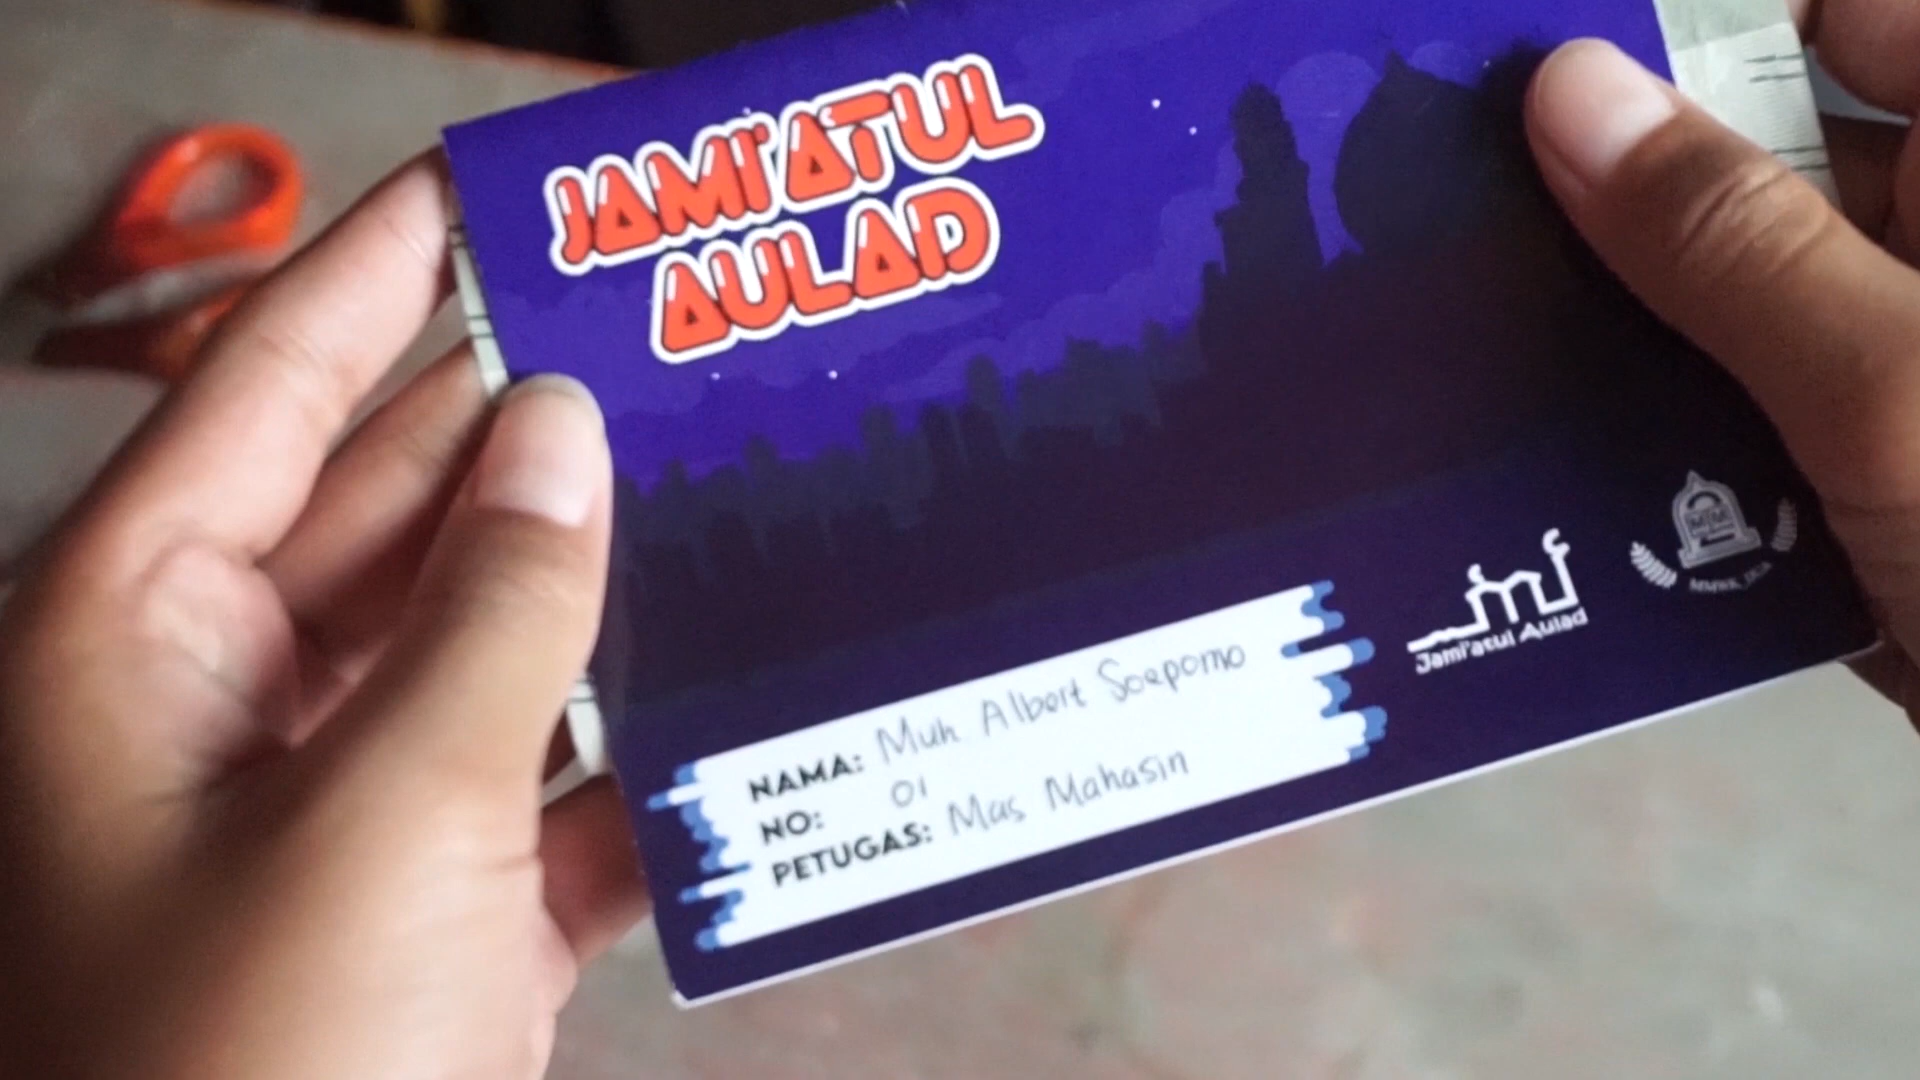 JAMI'ATUL
AULAD
NAMA: Muh. Albert Soepomo
NO: 01
PETUGAS: Mas Mahasin
Jami'atul Aulad